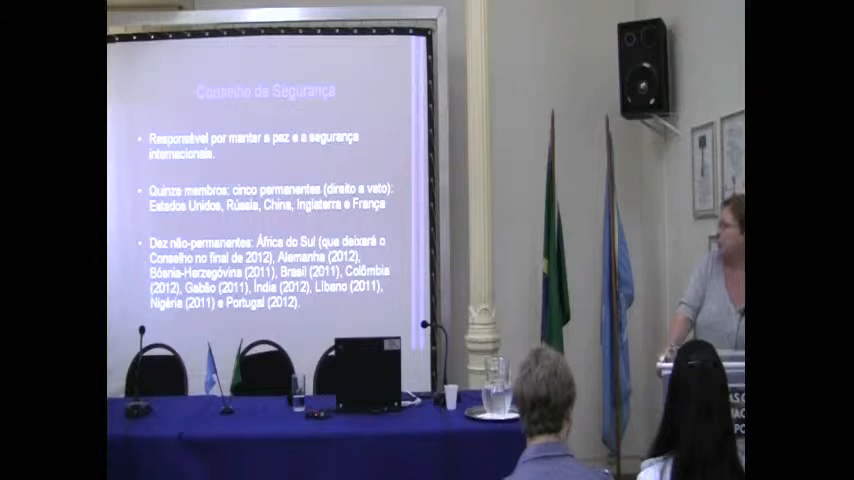 Conselho de Segurança
• Responsável por manter a paz e a segurança
internacionais.
• Quinze membros: cinco permanentes (direito a veto):
Estados Unidos, Rússia, China, Inglaterra e França
• Dez não-permanentes: África do Sul (que deixará o
Conselho no final de 2012), Alemanha (2012),
Bósnia-Herzegóvina (2011), Brasil (2011), Colômbia
(2012), Gabão (2011), Índia (2012), Líbano (2011),
Nigéria (2011) e Portugal (2012).